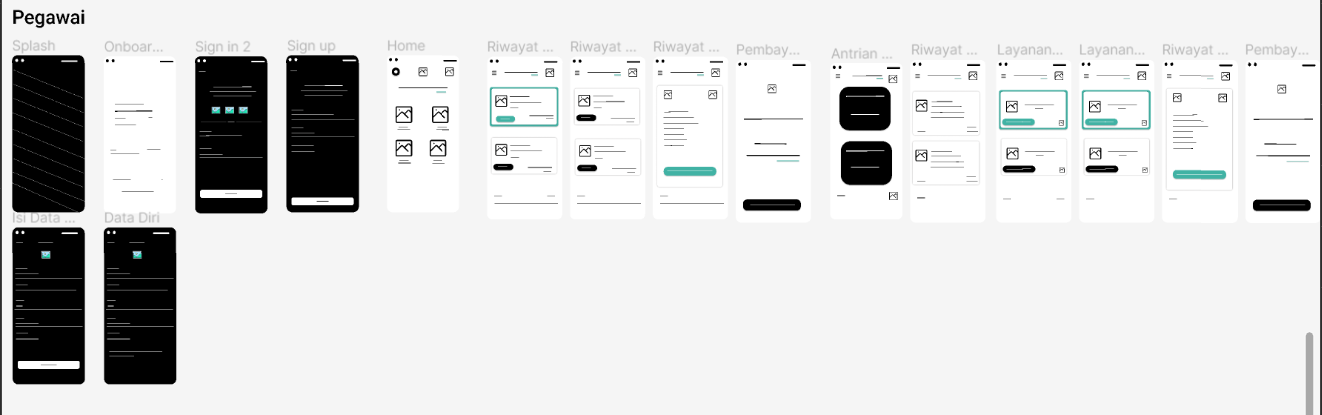 Pegawai
Splash
Onboar...
Sign in 2
Sign up
Home
Riwayat ...
Riwayat ...
Riwayat ...
Pembay...
Antrian ...
Riwayat ...
Layanan...
Layanan...
Riwayat ...
Pembay...
Isi Data ...
Data Diri